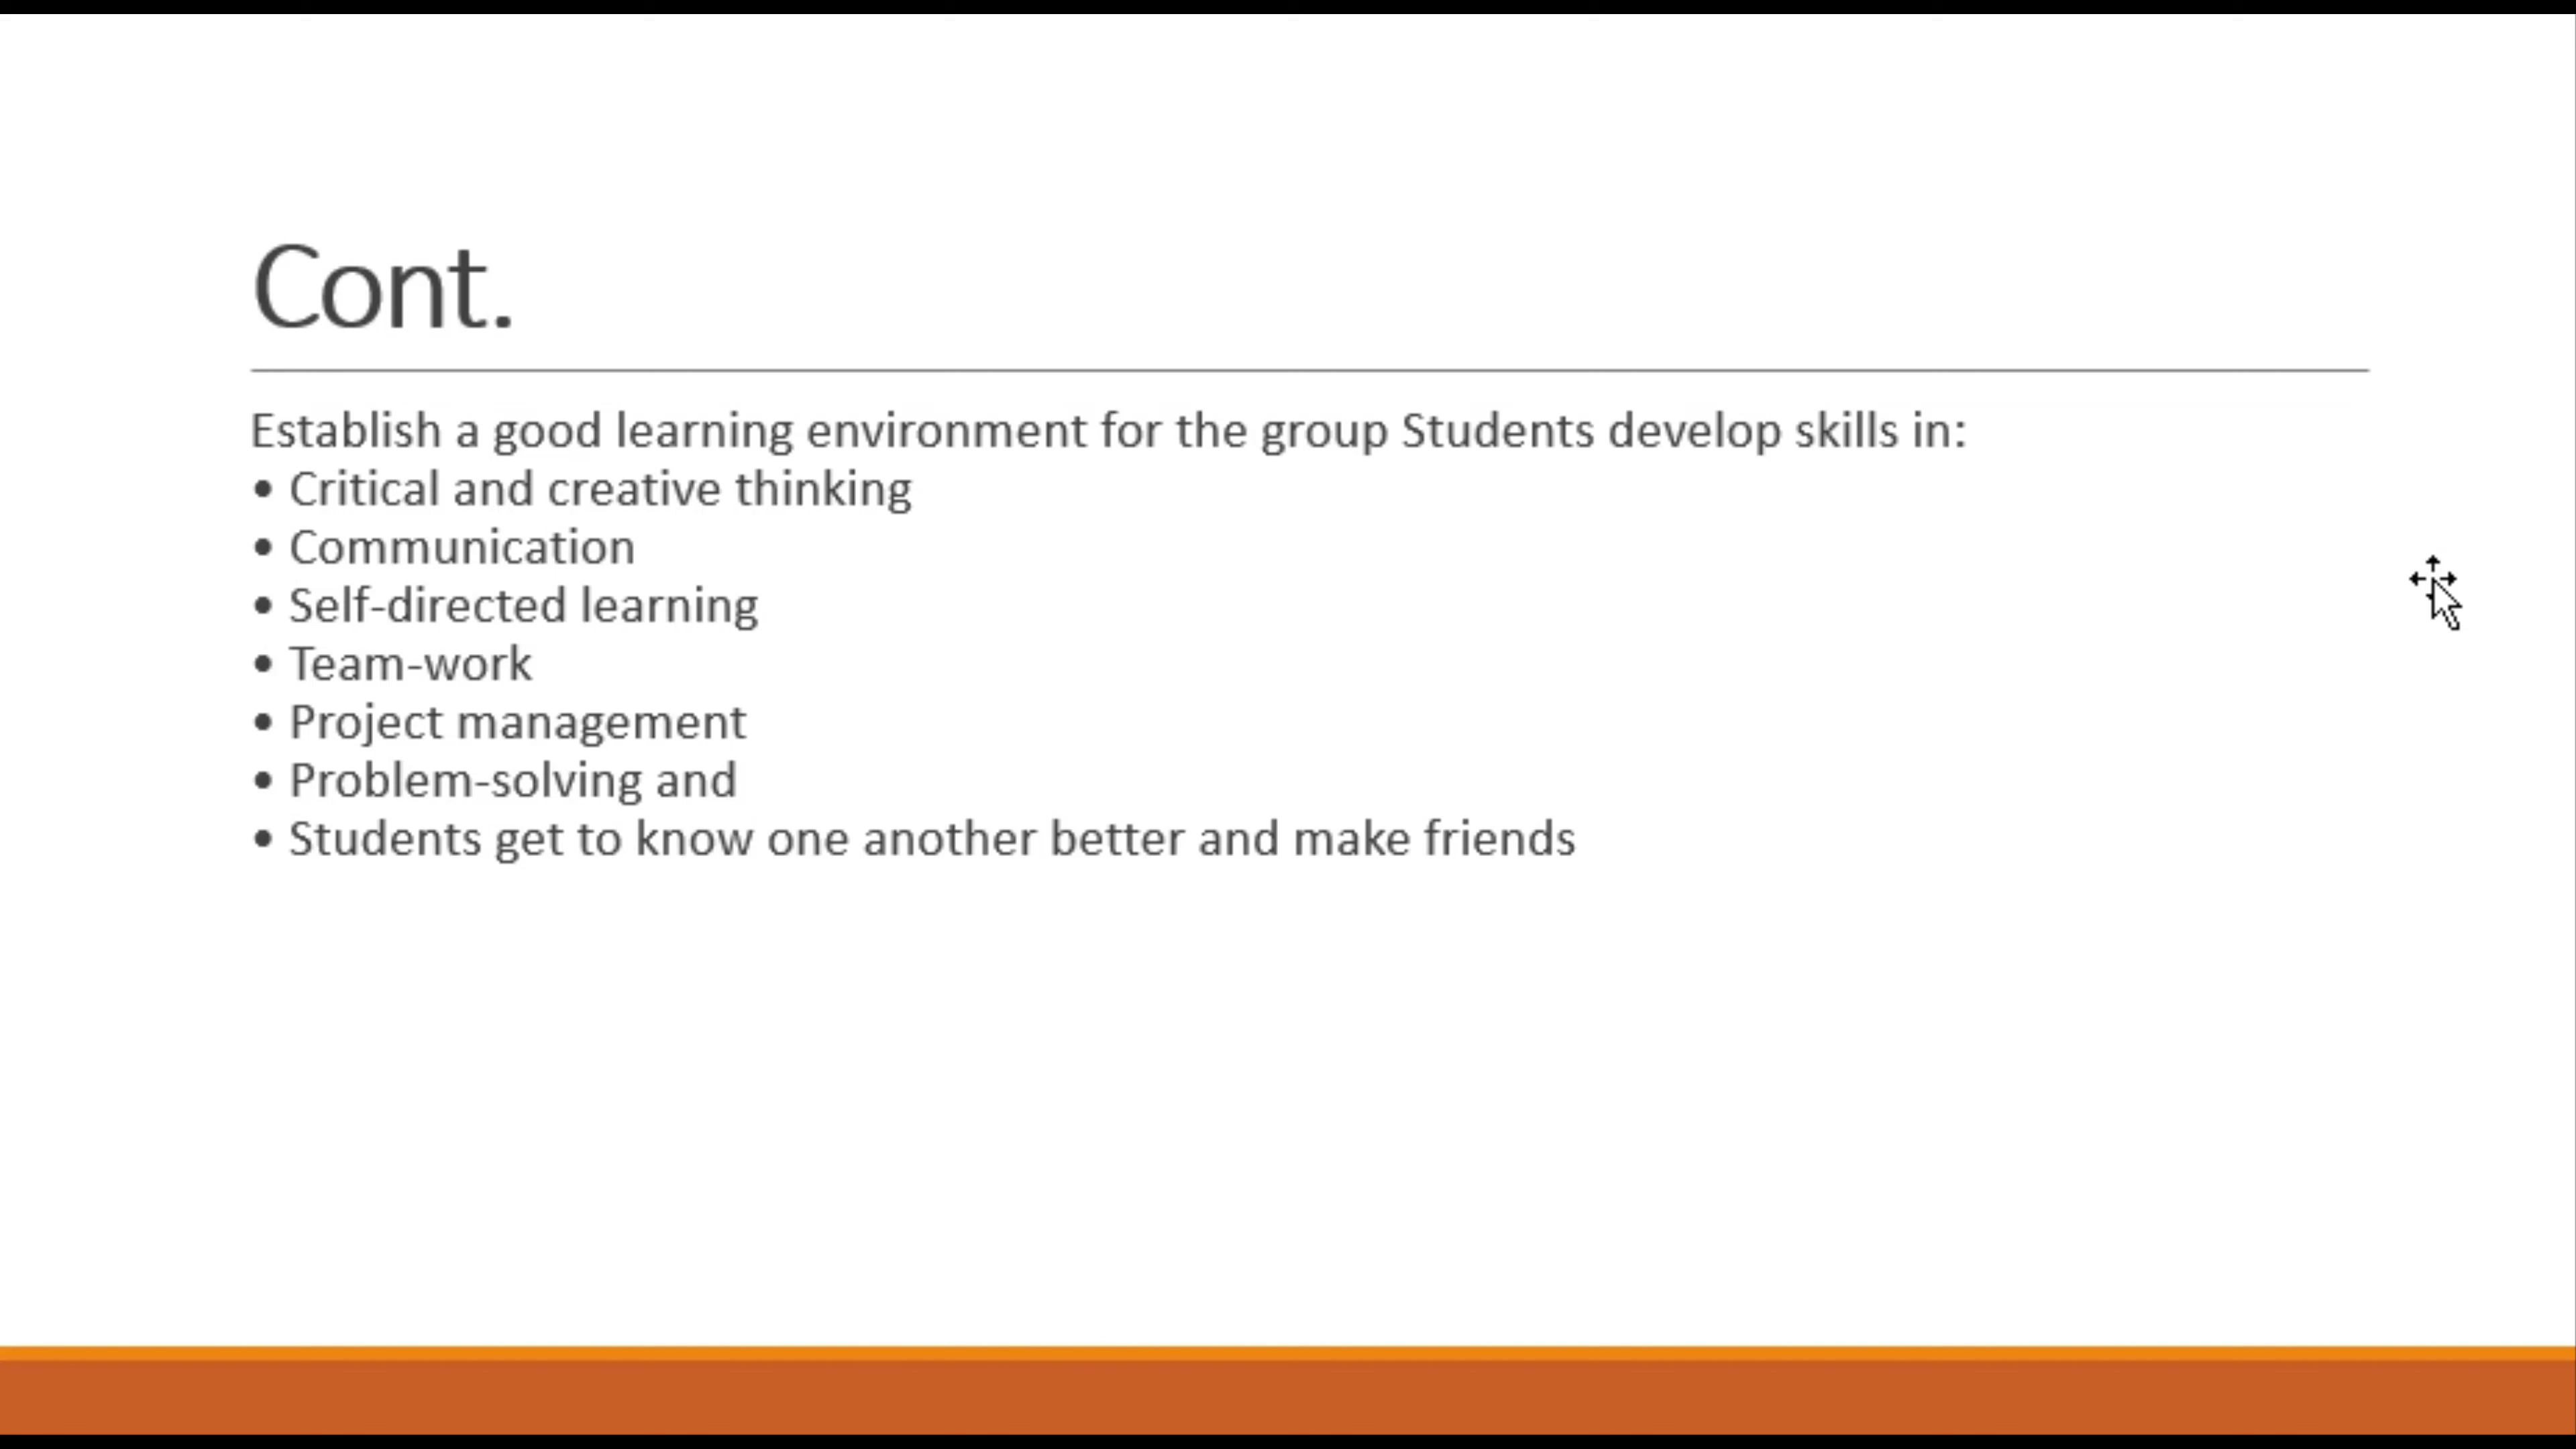 Cont.
Establish a good learning environment for the group Students develop skills in:
• Critical and creative thinking
• Communication
• Self-directed learning
• Team-work
• Project management
• Problem-solving and
• Students get to know one another better and make friends